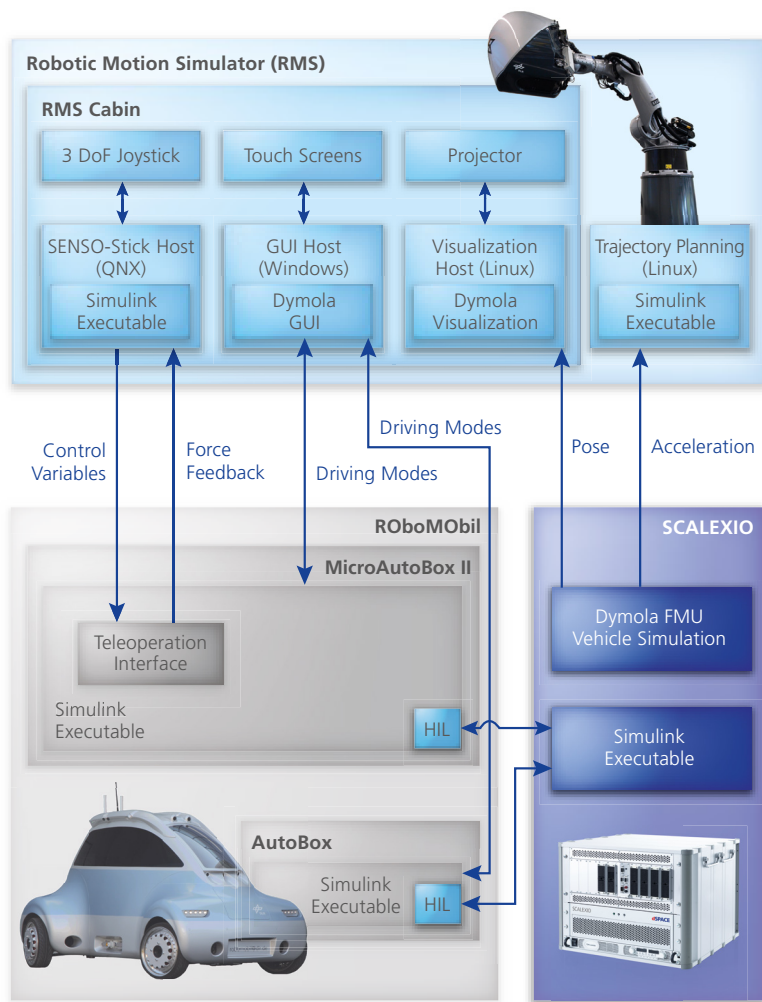 Robotic Motion Simulator (RMS)
RMS Cabin
3 DoF Joystick
Touch Screens
Projector
SENSO-Stick Host
(QNX)
Simulink
Executable
GUI Host
(Windows)
Dymola
GUI
Visualization
Host (Linux)
Dymola
Visualization
Trajectory Planning
(Linux)
Simulink
Executable
Control
Variables
Force
Feedback
Driving Modes
Driving Modes
Pose
Acceleration
ROboMObil
MicroAutoBox II
Teleoperation
Interface
Simulink
Executable
HIL
AutoBox
Simulink
Executable
HIL
SCALEXIO
Dymola FMU
Vehicle Simulation
Simulink
Executable
SCALEXIO
dSPACE